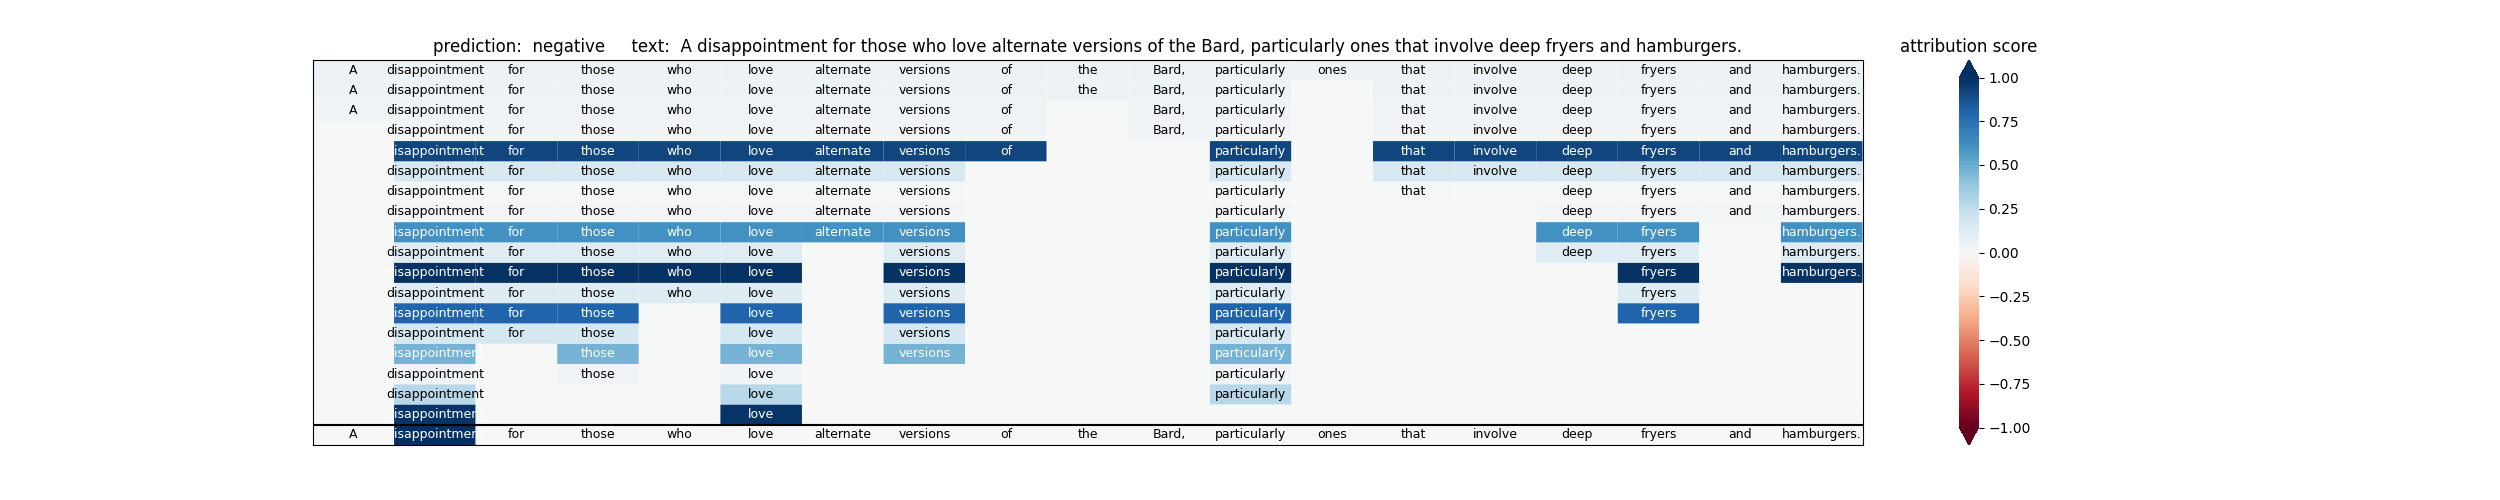 prediction:  negative     text:  A disappointment for those who love alternate versions of the Bard, particularly ones that involve deep fryers and hamburgers.     attribution score
A disappointment for those who love alternate versions of the Bard, particularly ones that involve deep fryers and hamburgers.     1.00
A disappointment for those who love alternate versions of the Bard, particularly that involve deep fryers and hamburgers.
A disappointment for those who love alternate versions of Bard, particularly that involve deep fryers and hamburgers.
disappointment for those who love alternate versions of Bard, particularly that involve deep fryers and hamburgers.     0.75
disappointment for those who love alternate versions of particularly that involve deep fryers and hamburgers.
disappointment for those who love alternate versions particularly that involve deep fryers and hamburgers.     0.50
disappointment for those who love alternate versions particularly that deep fryers and hamburgers.
disappointment for those who love alternate versions particularly deep fryers and hamburgers.     0.25
disappointment for those who love alternate versions particularly deep fryers hamburgers.
disappointment for those who love versions particularly deep fryers hamburgers.     0.00
disappointment for those who love versions particularly fryers hamburgers.
disappointment for those who love versions particularly fryers     −0.25
disappointment for those love versions particularly fryers
disappointment for those love versions particularly     −0.50
disappointment those love versions particularly
disappointment those love particularly     −0.75
disappointment love particularly
disappointment love
A disappointment for those who love alternate versions of the Bard, particularly ones that involve deep fryers and hamburgers.     −1.00